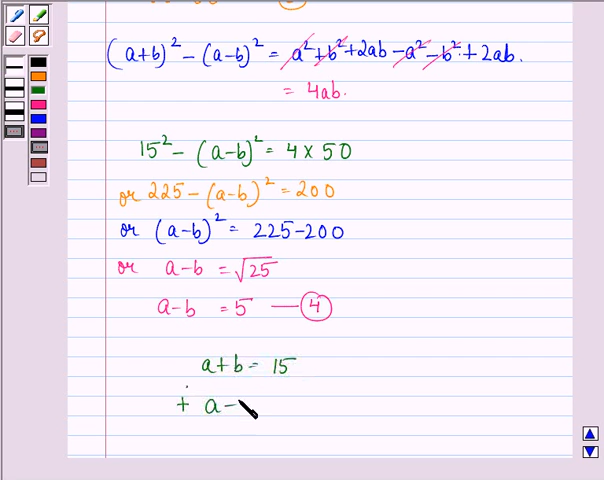 (a+b)² - (a-b)² = a² + b² + 2ab - a² - b² + 2ab.
= 4ab.
15² - (a-b)² = 4 × 50
or 225 - (a-b)² = 200
or (a-b)² = 225-200
or a-b = √25
a-b = 5 — 4
a+b = 15
+ a -